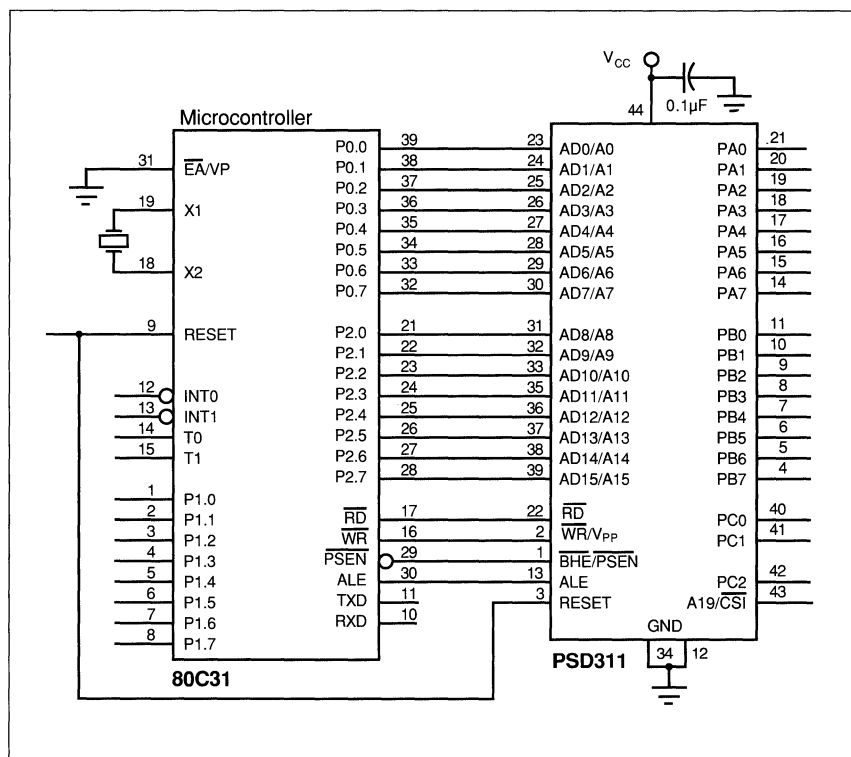 V_CC
0.1µF
44
Microcontroller
31 EA/VP
19 X1
18 X2
9 RESET
12 INT0
13 INT1
14 T0
15 T1
1 P1.0
2 P1.1
3 P1.2
4 P1.3
5 P1.4
6 P1.5
7 P1.6
8 P1.7
P0.0 39
P0.1 38
P0.2 37
P0.3 36
P0.4 35
P0.5 34
P0.6 33
P0.7 32
P2.0 21
P2.1 22
P2.2 23
P2.3 24
P2.4 25
P2.5 26
P2.6 27
P2.7 28
RD 17
WR 16
PSEN 29
ALE 30
TXD 11
RXD 10
80C31
23 AD0/A0
24 AD1/A1
25 AD2/A2
26 AD3/A3
27 AD4/A4
28 AD5/A5
29 AD6/A6
30 AD7/A7
31 AD8/A8
32 AD9/A9
33 AD10/A10
35 AD11/A11
36 AD12/A12
37 AD13/A13
38 AD14/A14
39 AD15/A15
22 RD
2 WR/V_PP
1 BHE/PSEN
13 ALE
3 RESET
PA0 21
PA1 20
PA2 19
PA3 18
PA4 17
PA5 16
PA6 15
PA7 14
PB0 11
PB1 10
PB2 9
PB3 8
PB4 7
PB5 6
PB6 5
PB7 4
PC0 40
PC1 41
PC2 42
A19/CSI 43
GND
34 12
PSD311